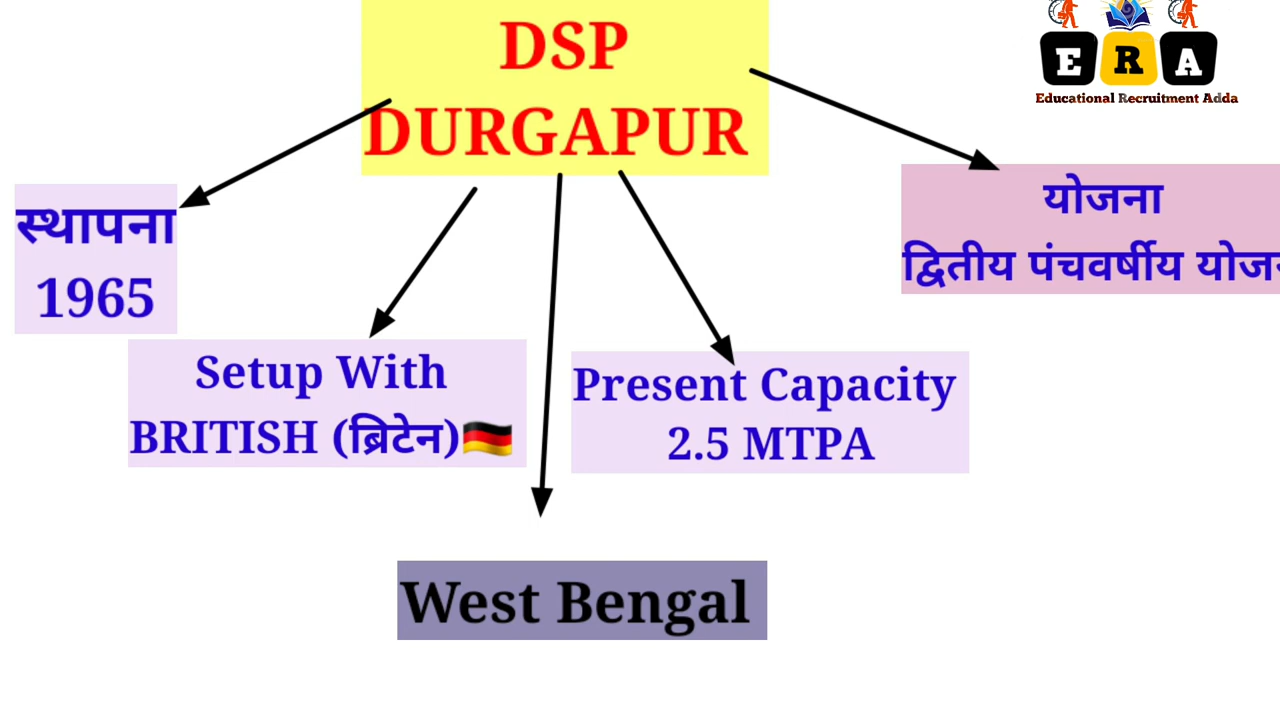 DSP
DURGAPUR
E R A
Educational Recruitment Adda
स्थापना
1965
योजना
द्वितीय पंचवर्षीय
Setup With
BRITISH (ब्रिटेन)🇩🇪
Present Capacity
2.5 MTPA
West Bengal